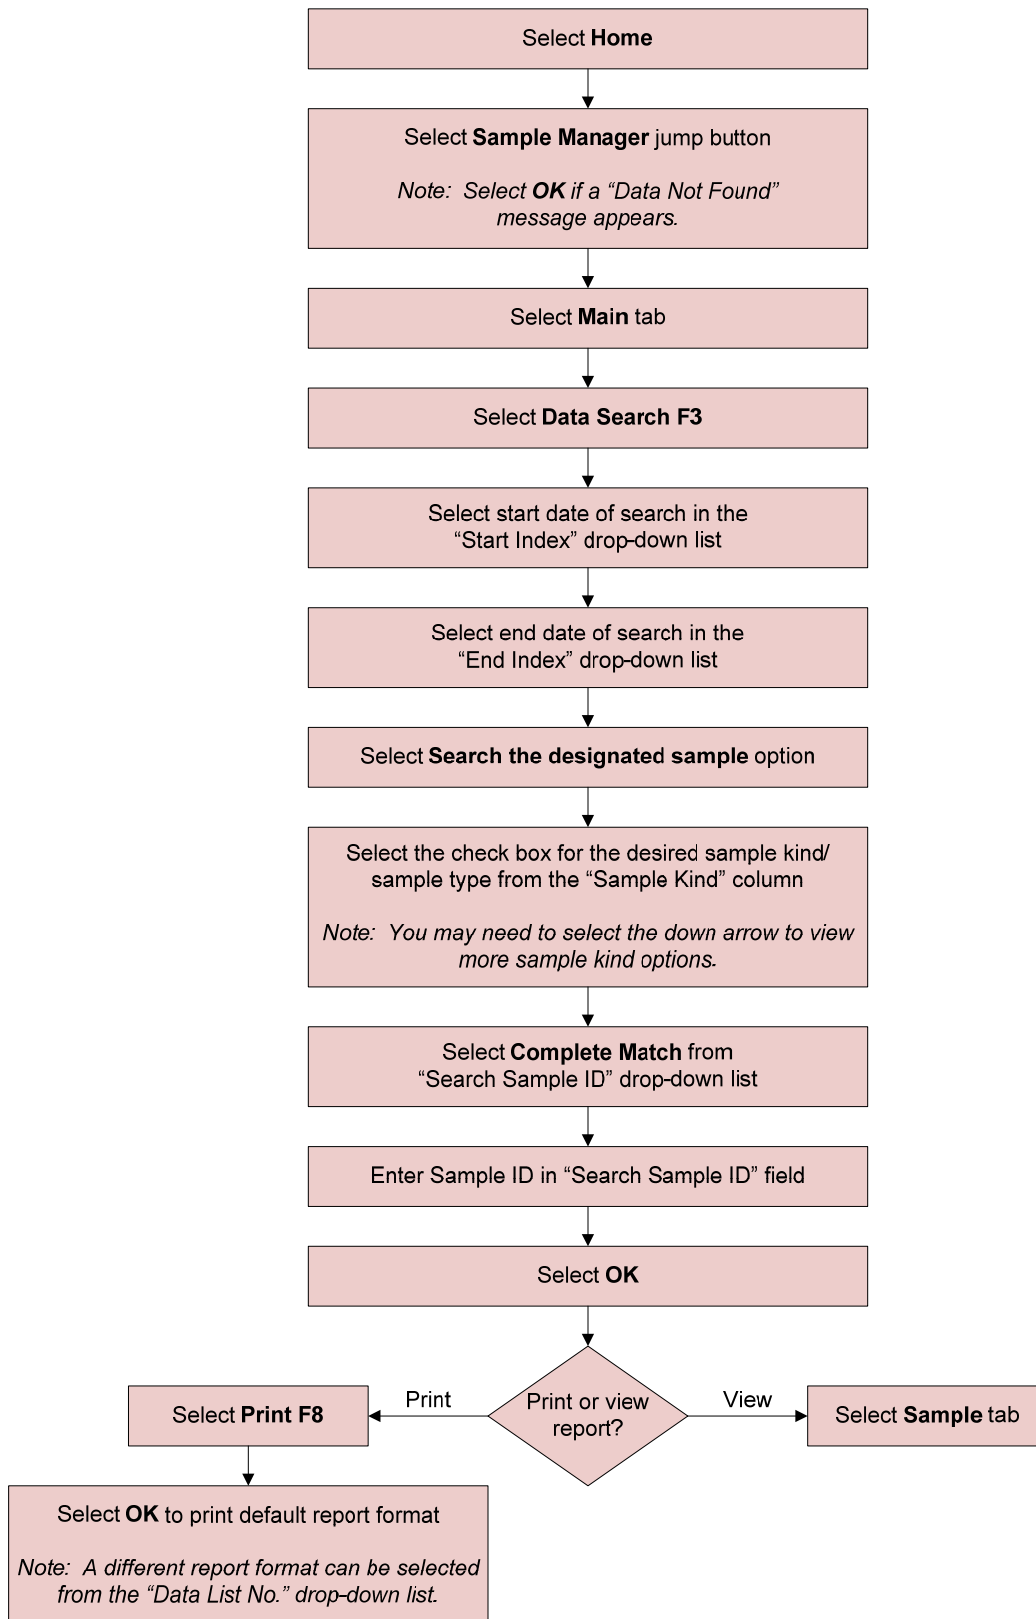 Select Home
Select Sample Manager jump button
Note: Select OK if a “Data Not Found”
message appears.
Select Main tab
Select Data Search F3
Select start date of search in the
“Start Index” drop-down list
Select end date of search in the
“End Index” drop-down list
Select Search the designated sample option
Select the check box for the desired sample kind/
sample type from the “Sample Kind” column
Note: You may need to select the down arrow to view
more sample kind options.
Select Complete Match from
“Search Sample ID” drop-down list
Enter Sample ID in “Search Sample ID” field
Select OK
Print or view
report?
Print
View
Select Print F8
Select Sample tab
Select OK to print default report format
Note: A different report format can be selected
from the “Data List No.” drop-down list.